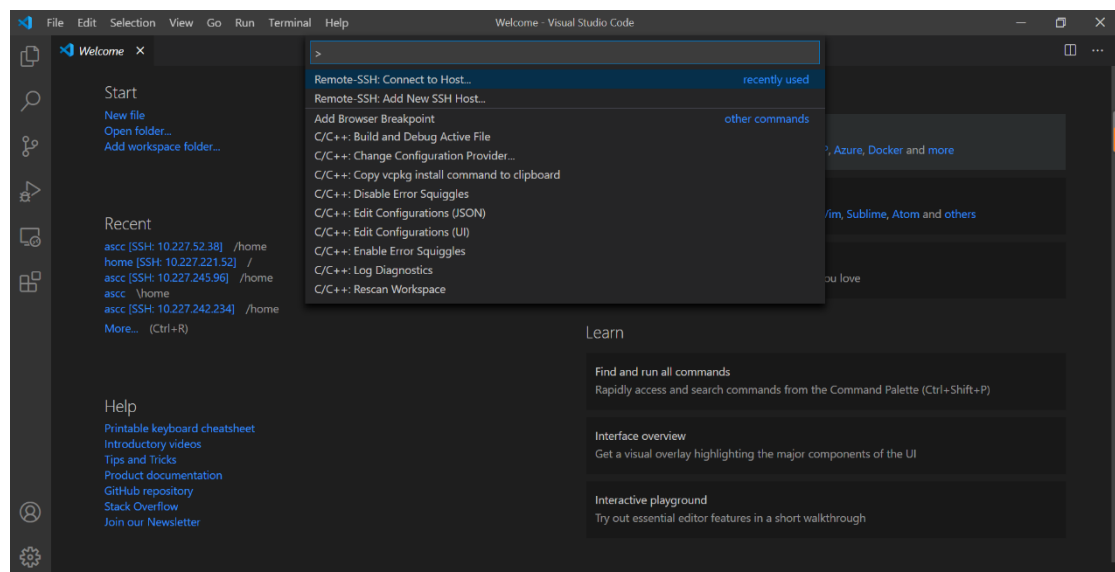 File Edit Selection View Go Run Terminal Help
Welcome - Visual Studio Code
Welcome
>
Remote-SSH: Connect to Host...
recently used
Remote-SSH: Add New SSH Host...
Add Browser Breakpoint
other commands
C/C++: Build and Debug Active File
C/C++: Change Configuration Provider...
C/C++: Copy vcpkg install command to clipboard
C/C++: Disable Error Squiggles
C/C++: Edit Configurations (JSON)
C/C++: Edit Configurations (UI)
C/C++: Enable Error Squiggles
C/C++: Log Diagnostics
C/C++: Rescan Workspace
Start
New file
Open folder...
Add workspace folder...
Recent
ascc [SSH: 10.227.52.38] /home
home [SSH: 10.227.221.52] /
ascc [SSH: 10.227.245.96] /home
ascc \home
ascc [SSH: 10.227.242.234] /home
More... (Ctrl+R)
Help
Printable keyboard cheatsheet
Introductory videos
Tips and Tricks
Product documentation
GitHub repository
Stack Overflow
Join our Newsletter
, Azure, Docker and more
Vim, Sublime, Atom and others
you love
Learn
Find and run all commands
Rapidly access and search commands from the Command Palette (Ctrl+Shift+P)
Interface overview
Get a visual overlay highlighting the major components of the UI
Interactive playground
Try out essential editor features in a short walkthrough